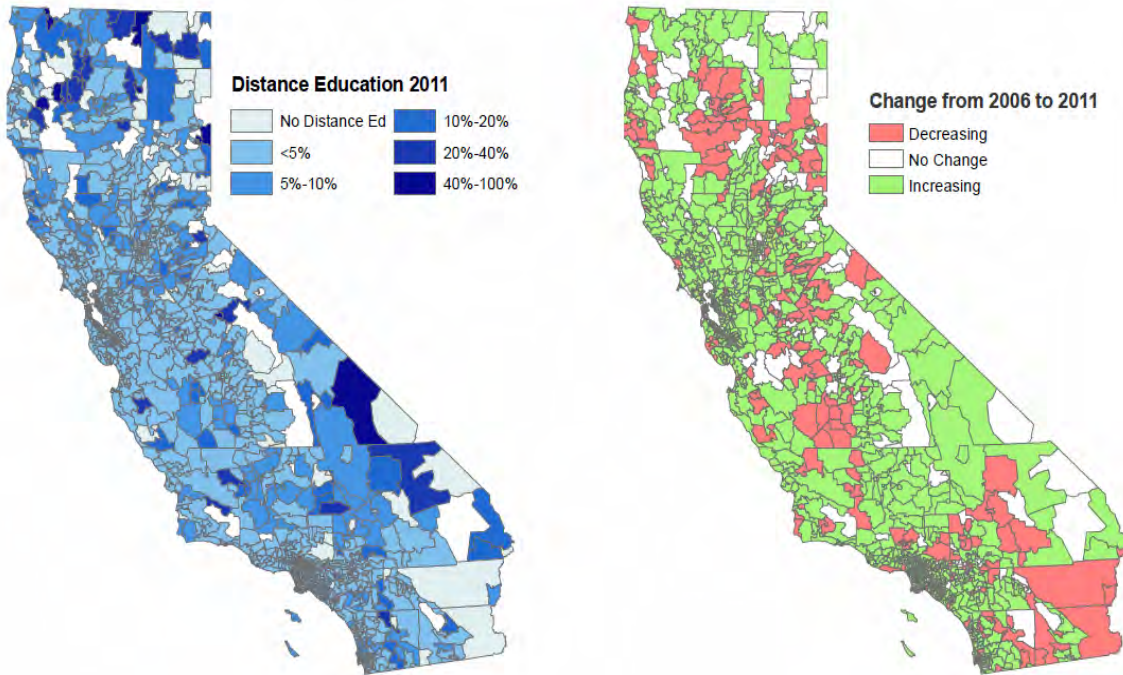 Distance Education 2011
No Distance Ed
10%-20%
<5%
20%-40%
5%-10%
40%-100%
Change from 2006 to 2011
Decreasing
No Change
Increasing